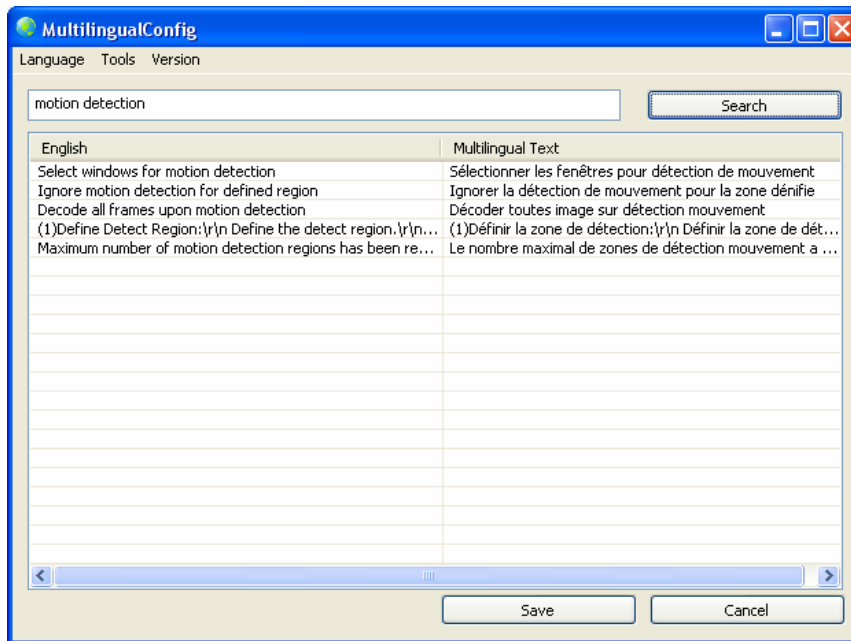 MultilingualConfig
Language Tools Version
motion detection Search
English Multilingual Text
Select windows for motion detection Sélectionner les fenêtres pour détection de mouvement
Ignore motion detection for defined region Ignorer la détection de mouvement pour la zone dénifie
Decode all frames upon motion detection Décoder toutes image sur détection mouvement
(1)Define Detect Region:\r\n Define the detect region.\r\n... (1)Définir la zone de détection:\r\n Définir la zone de dét...
Maximum number of motion detection regions has been re... Le nombre maximal de zones de détection mouvement a ...
Save Cancel